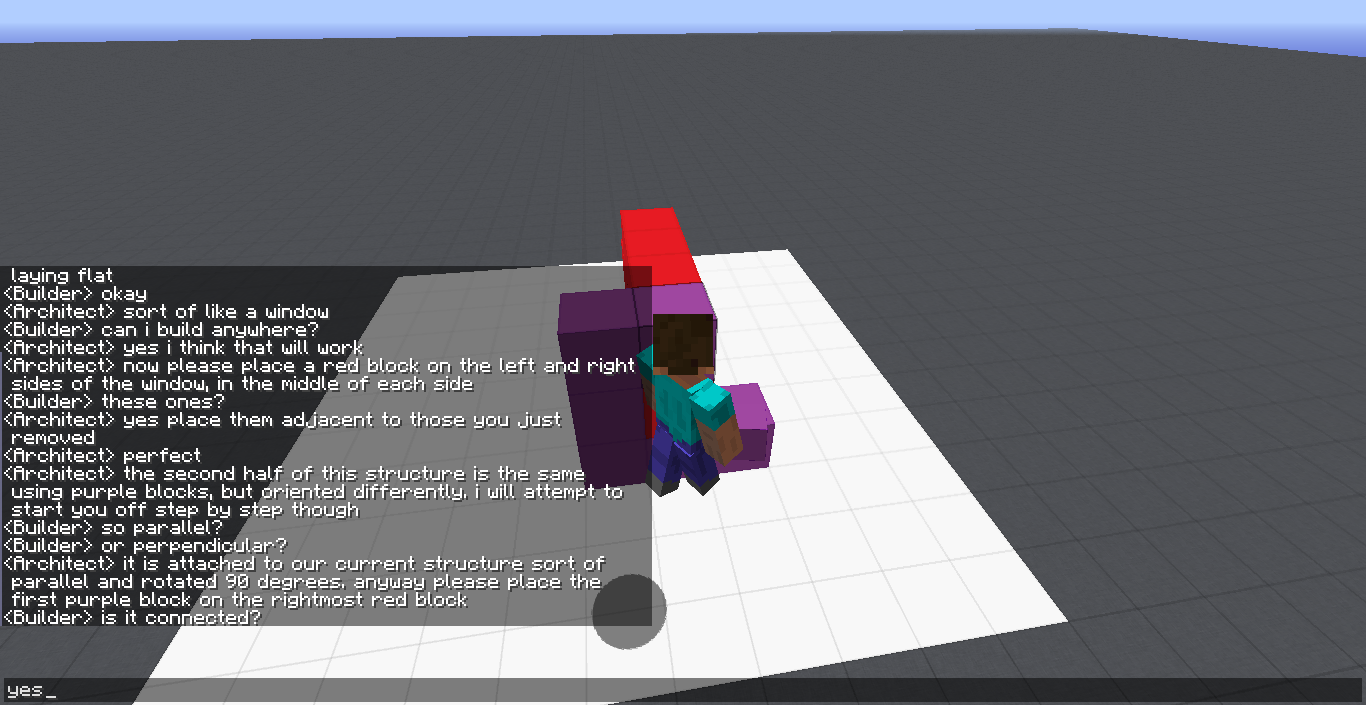 laying flat
<Builder> okay
<Architect> sort of like a window
<Builder> can i build anywhere?
<Architect> yes i think that will work
<Architect> now please place a red block on the left and right
sides of the window, in the middle of each side
<Builder> these ones?
<Architect> yes place them adjacent to those you just
removed
<Architect> perfect
<Architect> the second half of this structure is the same
using purple blocks, but oriented differently. i will attempt to
start you off step by step though
<Builder> so parallel?
<Builder> or perpendicular?
<Architect> it is attached to our current structure sort of
parallel and rotated 90 degrees. anyway please place the
first purple block on the rightmost red block
<Builder> is it connected?
yes_